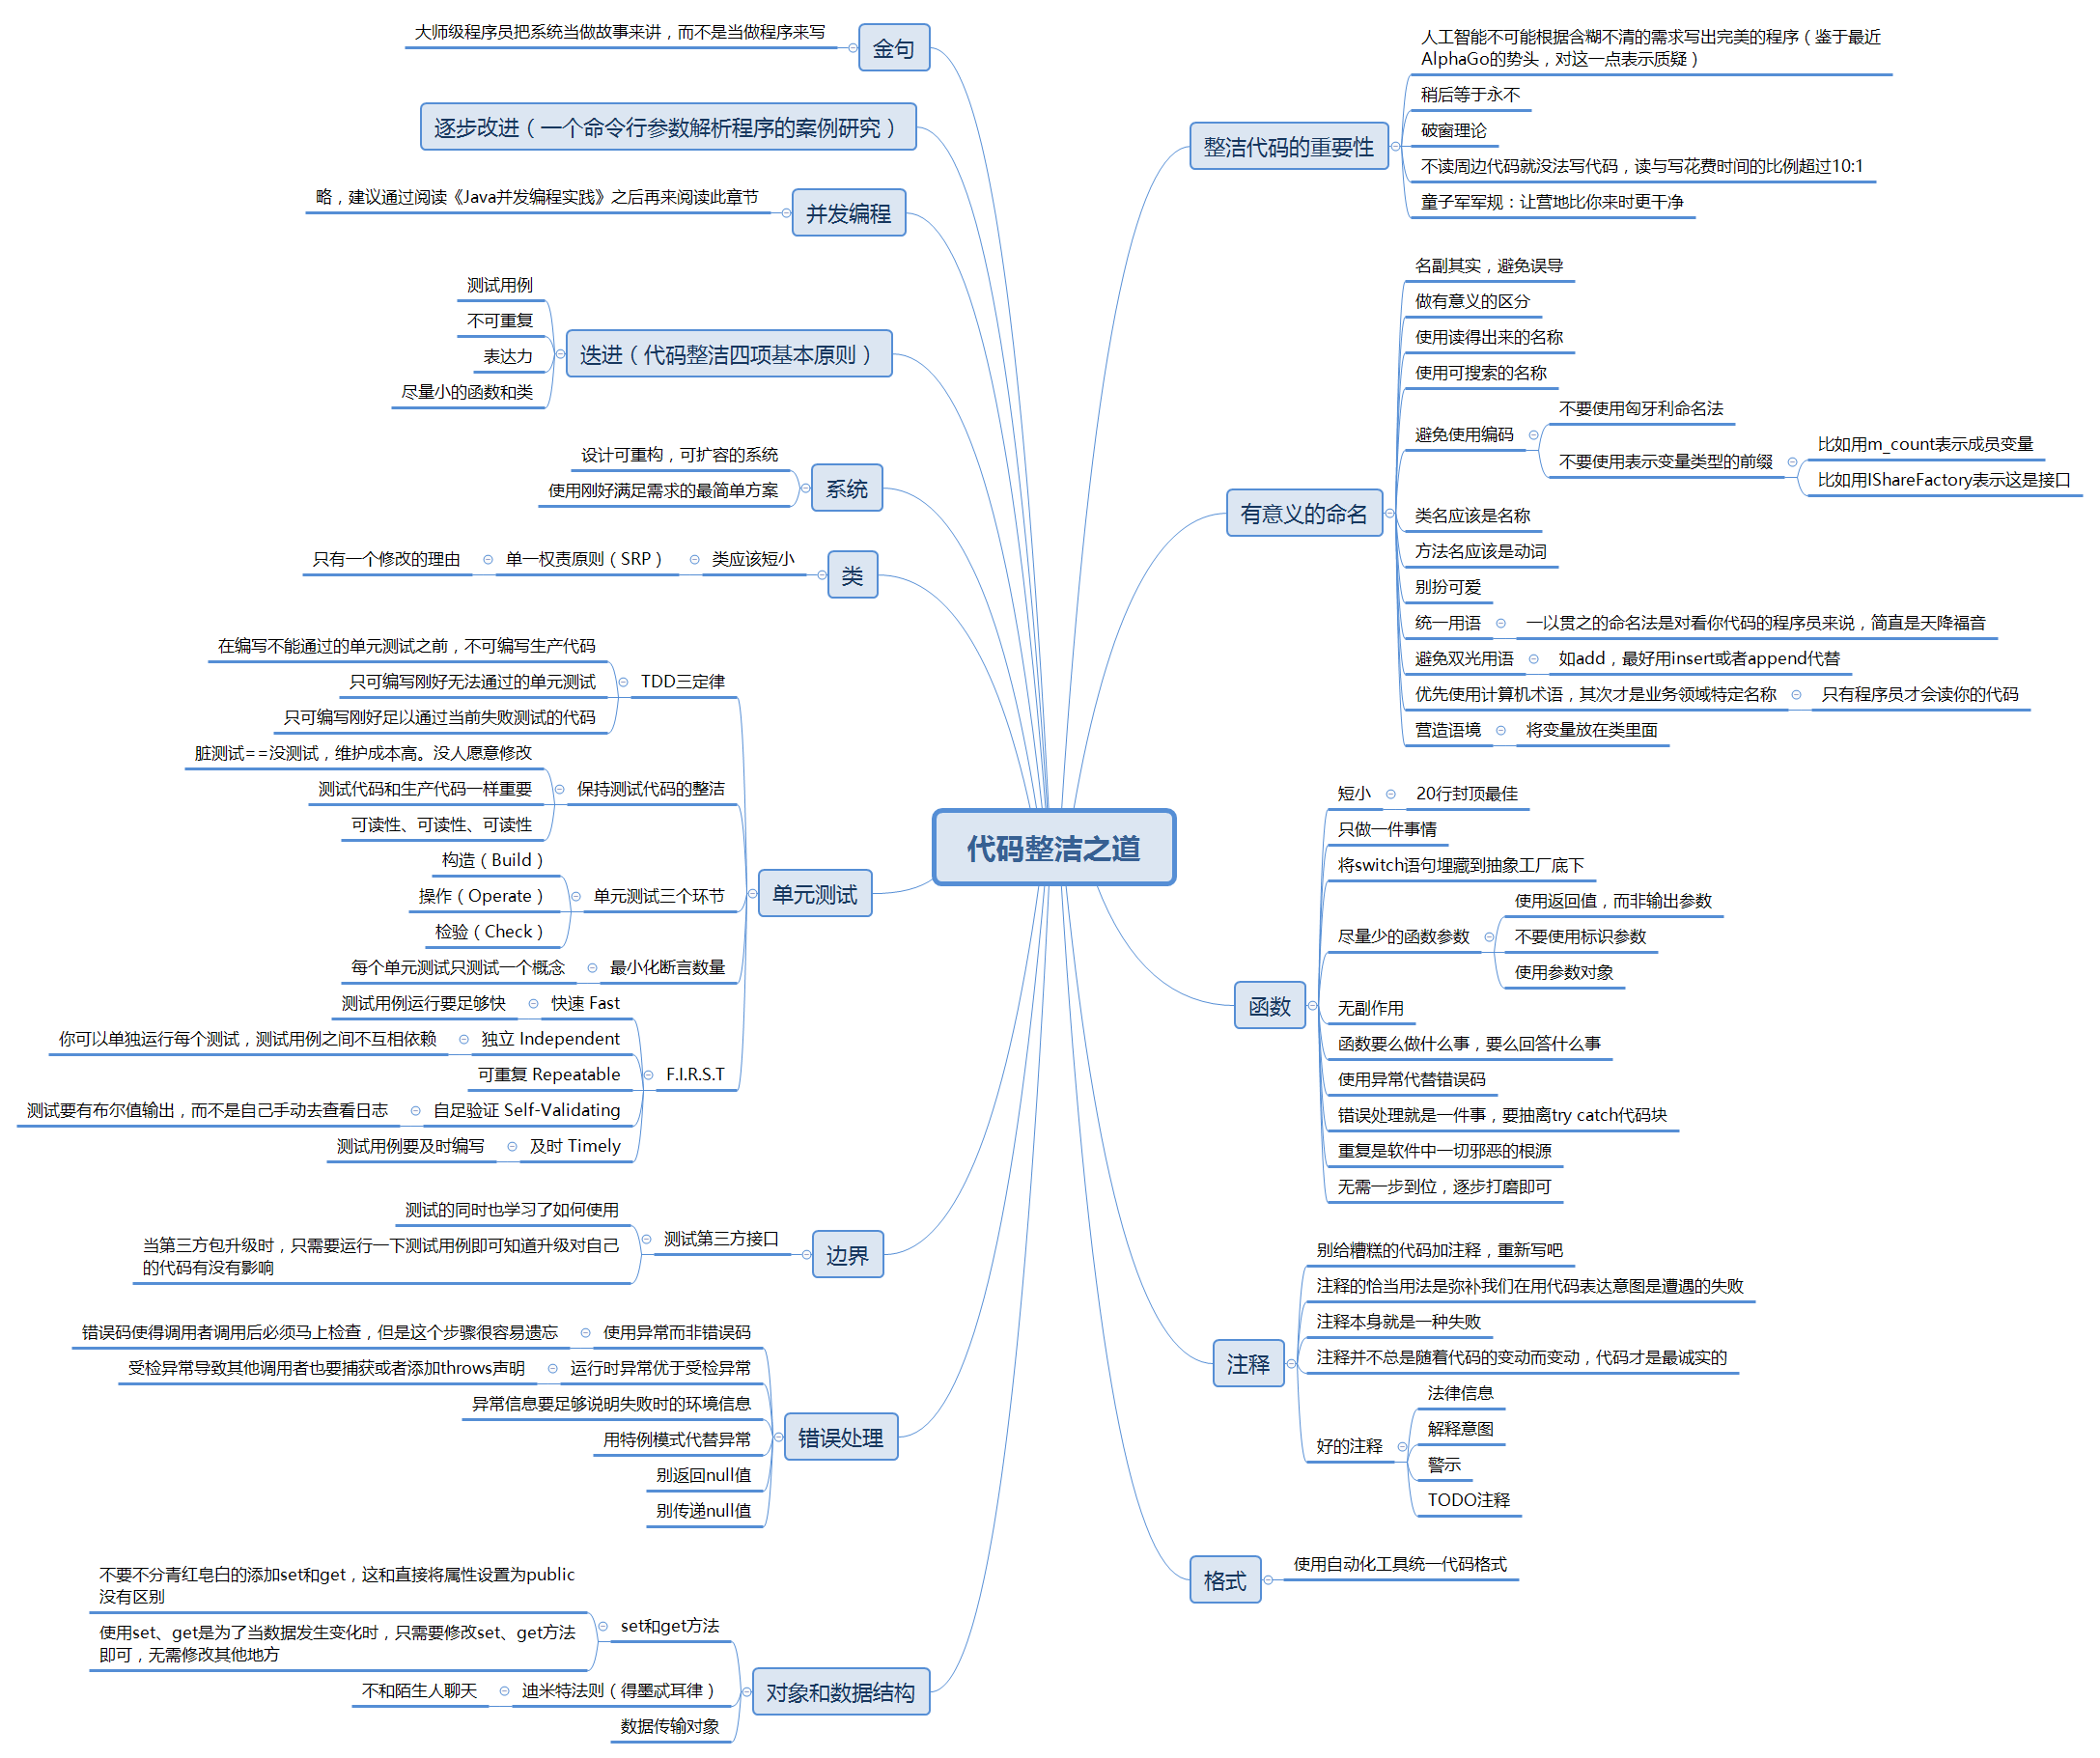 代码整洁之道
整洁代码的重要性
人工智能不可能根据含糊不清的需求写出完美的程序（鉴于最近
AlphaGo的势头，对这一点表示质疑）
稍后等于永不
破窗理论
不读周边代码就没法写代码，读与写花费时间的比例超过10:1
童子军军规：让营地比你来时更干净
有意义的命名
名副其实，避免误导
做有意义的区分
使用读得出来的名称
使用可搜索的名称
避免使用编码
不要使用匈牙利命名法
不要使用表示变量类型的前缀
比如用m_count表示成员变量
比如用IShareFactory表示这是接口
类名应该是名称
方法名应该是动词
别扮可爱
统一用语
一以贯之的命名法是对看你代码的程序员来说，简直是天降福音
避免双光用语
如add，最好用insert或者append代替
优先使用计算机术语，其次才是业务领域特定名称
只有程序员才会读你的代码
营造语境
将变量放在类里面
函数
短小
20行封顶最佳
只做一件事情
将switch语句埋藏到抽象工厂底下
尽量少的函数参数
使用返回值，而非输出参数
不要使用标识参数
使用参数对象
无副作用
函数要么做什么事，要么回答什么事
使用异常代替错误码
错误处理就是一件事，要抽离try catch代码块
重复是软件中一切邪恶的根源
无需一步到位，逐步打磨即可
注释
别给糟糕的代码加注释，重新写吧
注释的恰当用法是弥补我们在用代码表达意图是遭遇的失败
注释本身就是一种失败
注释并不总是随着代码的变动而变动，代码才是最诚实的
好的注释
法律信息
解释意图
警示
TODO注释
格式
使用自动化工具统一代码格式
金句
大师级程序员把系统当做故事来讲，而不是当做程序来写
逐步改进（一个命令行参数解析程序的案例研究）
并发编程
略，建议通过阅读《Java并发编程实践》之后再来阅读此章节
迭进（代码整洁四项基本原则）
测试用例
不可重复
表达力
尽量小的函数和类
系统
设计可重构，可扩容的系统
使用刚好满足需求的最简单方案
类
类应该短小
单一权责原则（SRP）
只有一个修改的理由
单元测试
TDD三定律
在编写不能通过的单元测试之前，不可编写生产代码
只可编写刚好无法通过的单元测试
只可编写刚好足以通过当前失败测试的代码
保持测试代码的整洁
脏测试==没测试，维护成本高。没人愿意修改
测试代码和生产代码一样重要
可读性、可读性、可读性
单元测试三个环节
构造（Build）
操作（Operate）
检验（Check）
最小化断言数量
每个单元测试只测试一个概念
F.I.R.S.T
快速 Fast
测试用例运行要足够快
独立 Independent
你可以单独运行每个测试，测试用例之间不互相依赖
可重复 Repeatable
自足验证 Self-Validating
测试要有布尔值输出，而不是自己手动去查看日志
及时 Timely
测试用例要及时编写
边界
测试第三方接口
测试的同时也学习了如何使用
当第三方包升级时，只需要运行一下测试用例即可知道升级对自己
的代码有没有影响
错误处理
使用异常而非错误码
错误码使得调用者调用后必须马上检查，但是这个步骤很容易遗忘
运行时异常优于受检异常
受检异常导致其他调用者也要捕获或者添加throws声明
异常信息要足够说明失败时的环境信息
用特例模式代替异常
别返回null值
别传递null值
对象和数据结构
set和get方法
不要不分青红皂白的添加set和get，这和直接将属性设置为public
没有区别
使用set、get是为了当数据发生变化时，只需要修改set、get方法
即可，无需修改其他地方
迪米特法则（得墨忒耳律）
不和陌生人聊天
数据传输对象